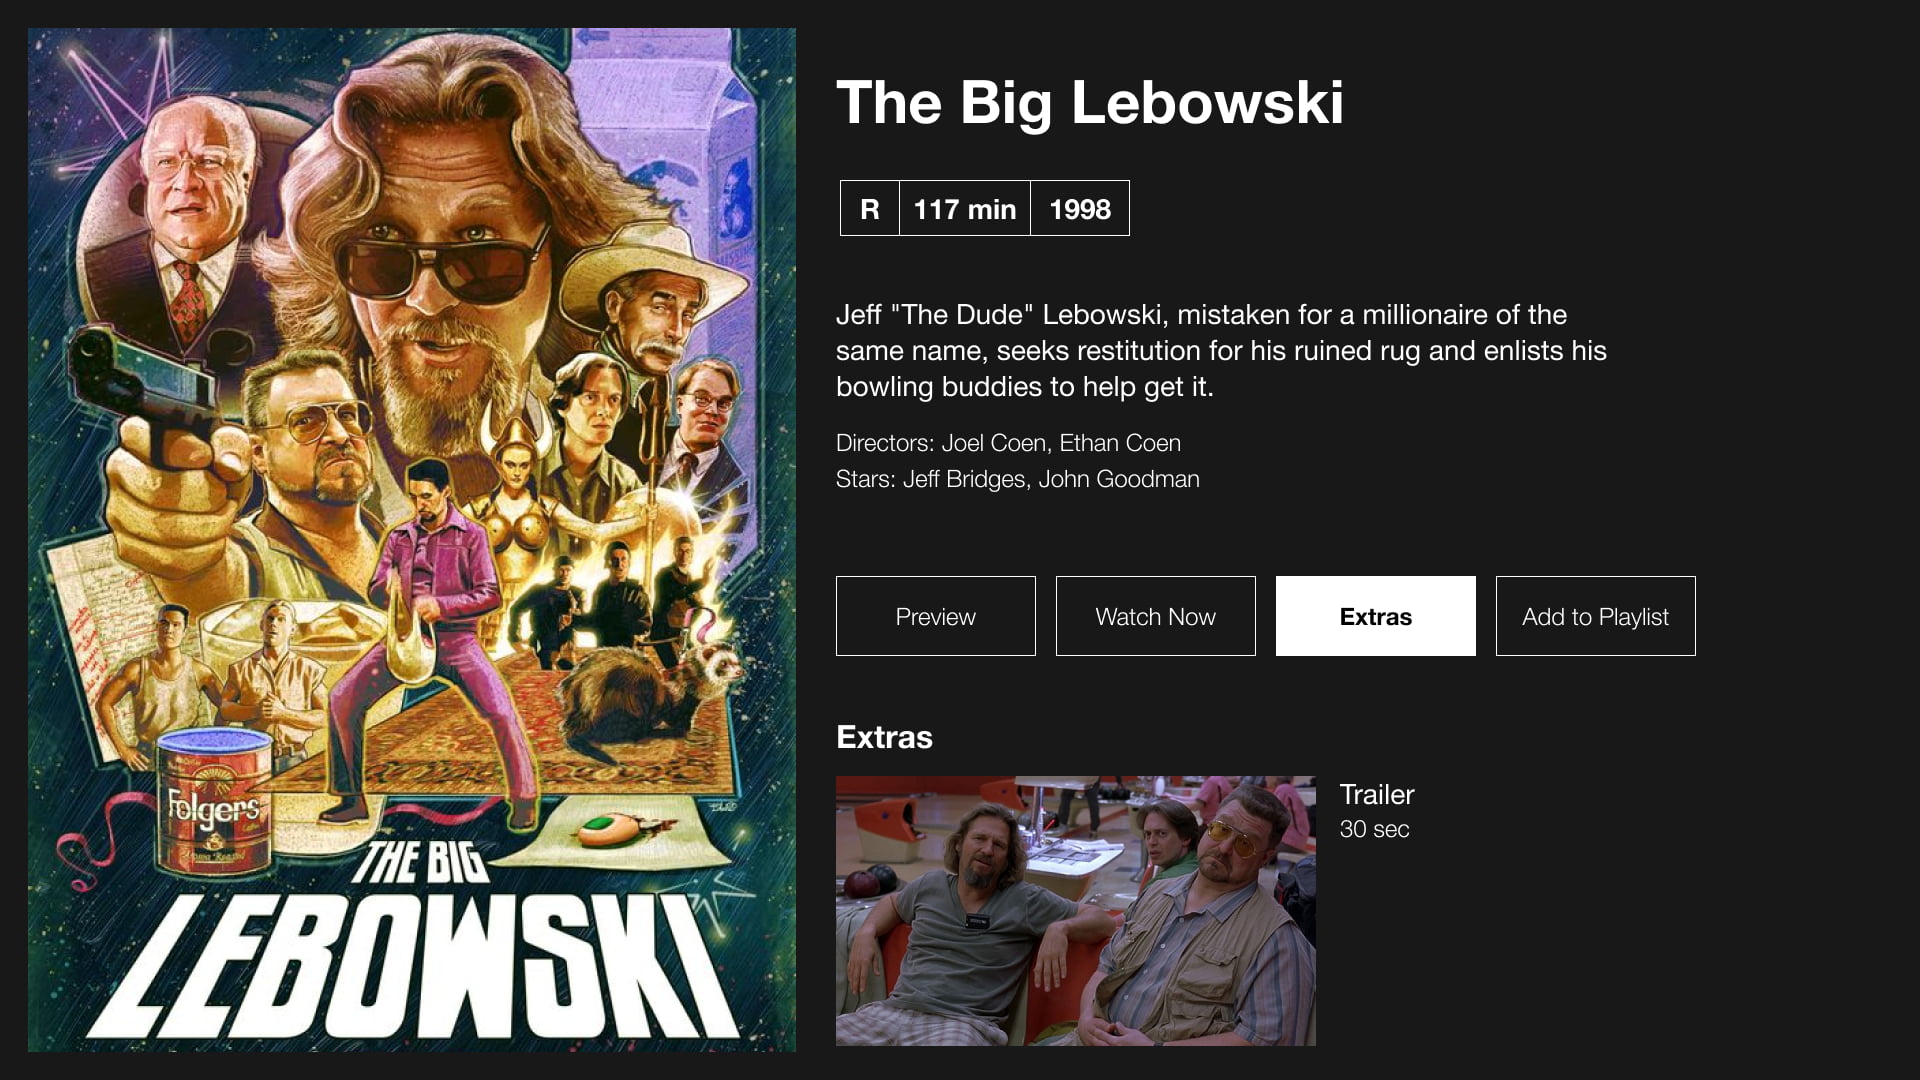 The Big Lebowski
R 117 min 1998
Jeff "The Dude" Lebowski, mistaken for a millionaire of the
same name, seeks restitution for his ruined rug and enlists his
bowling buddies to help get it.
Directors: Joel Coen, Ethan Coen
Stars: Jeff Bridges, John Goodman
Preview
Watch Now
Extras
Add to Playlist
Extras
Trailer
30 sec
Folgers
THE BIG
LEBOWSKI